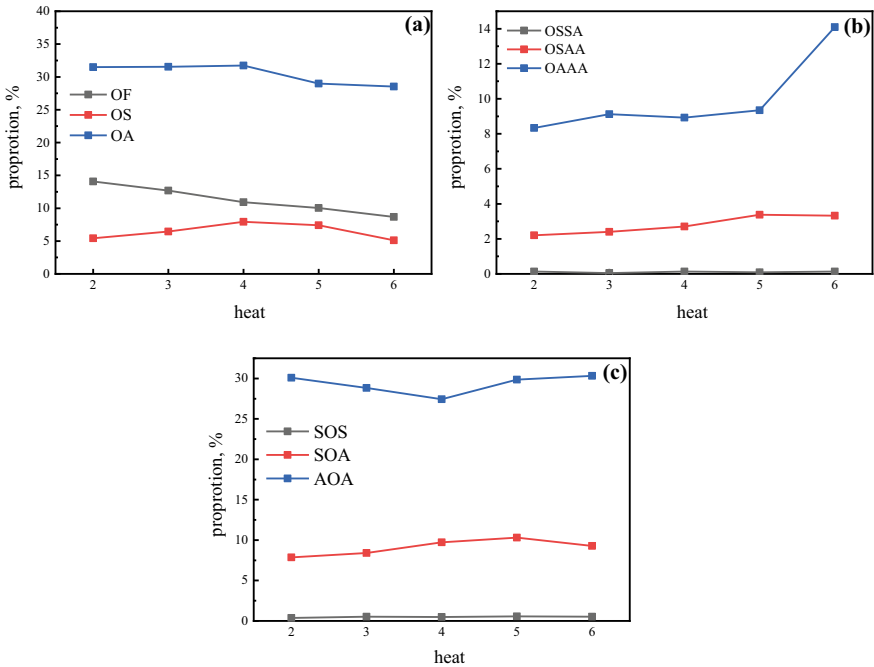 (a)
40
35
30
25
20
15
10
5
0
OF
OS
OA
proprotion, %
2 3 4 5 6
heat
(b)
14
12
10
8
6
4
2
0
OSSA
OSAA
OAAA
proprotion, %
2 3 4 5 6
heat
(c)
30
25
20
15
10
5
0
SOS
SOA
AOA
proprotion, %
2 3 4 5 6
heat